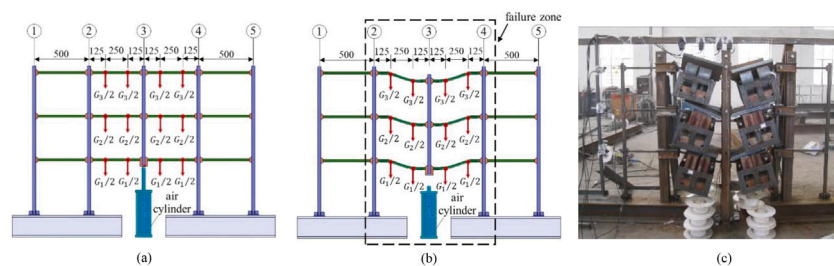 1 2 3 4 5
500 125 250 125 125 250 125 500
G3/2 G3/2 G3/2 G3/2
G2/2 G2/2 G2/2 G2/2
G1/2 G1/2 G1/2 G1/2
air
cylinder
(a)
failure zone
1 2 3 4 5
500 125 250 125 125 250 125 500
G3/2 G3/2 G3/2 G3/2
G2/2 G2/2 G2/2 G2/2
G1/2 G1/2 G1/2 G1/2
air
cylinder
(b)
(c)